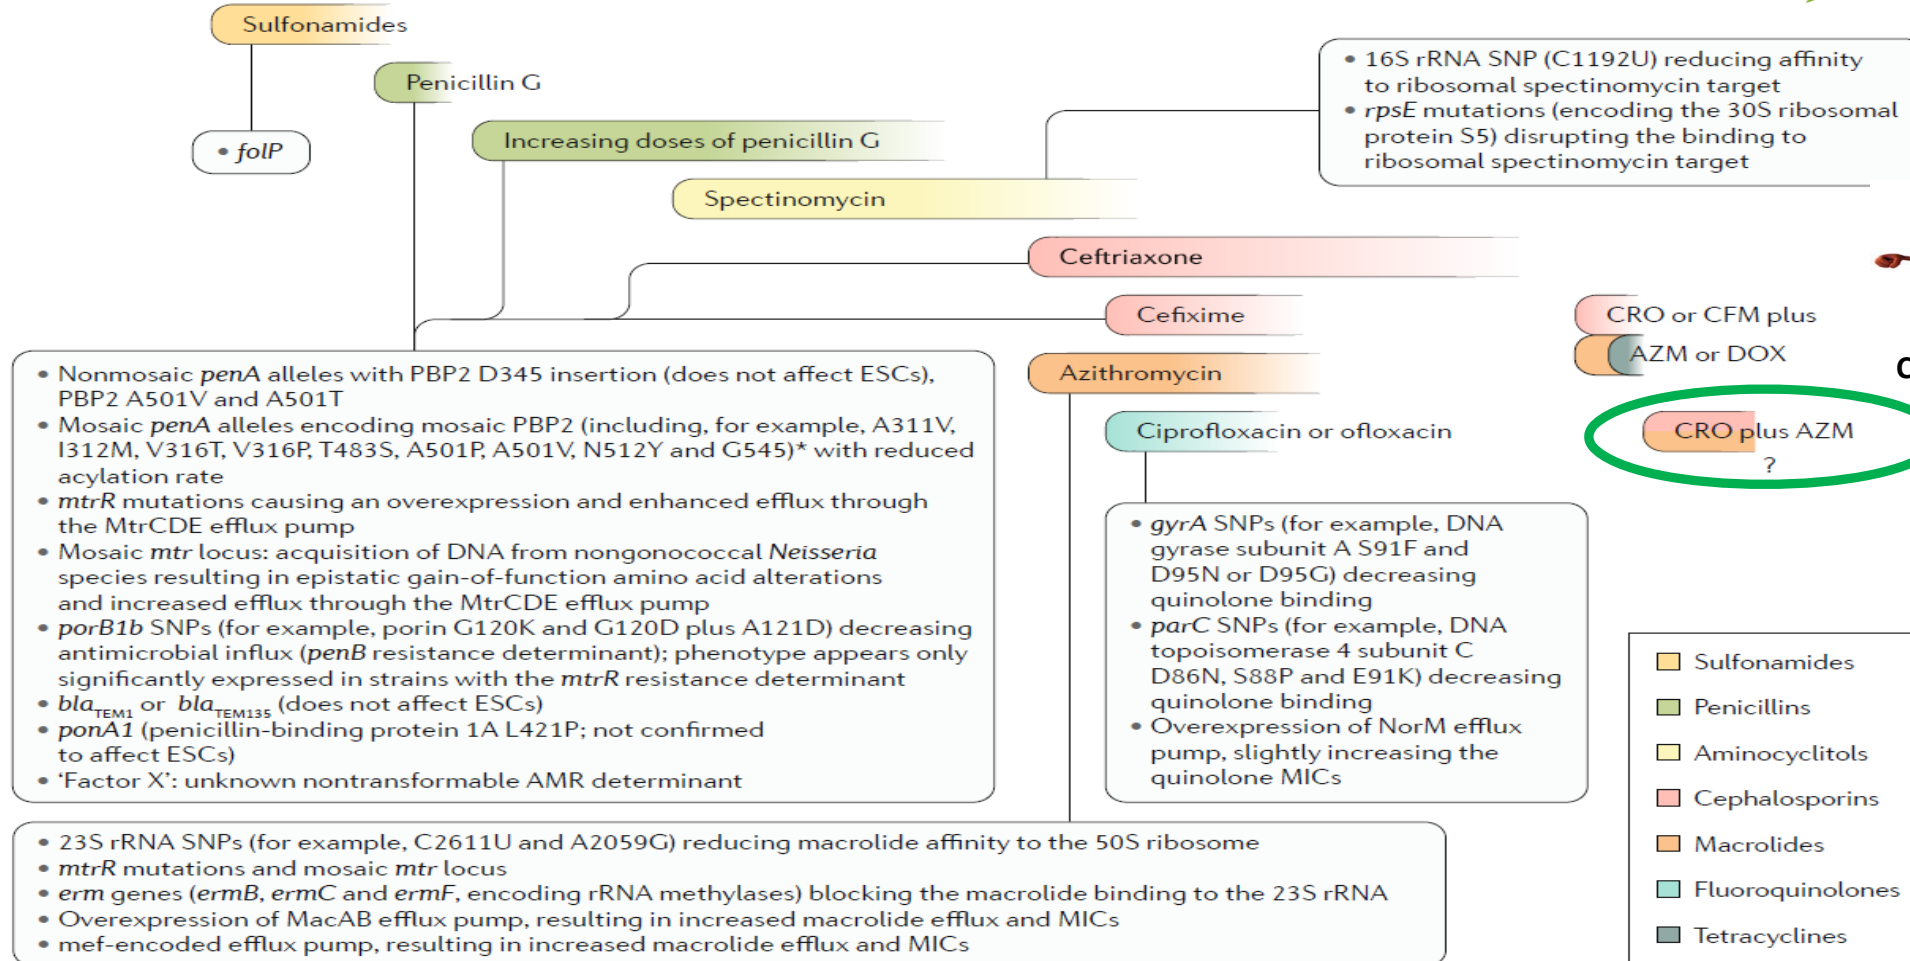 Sulfonamides
• folP
Penicillin G
Increasing doses of penicillin G
Spectinomycin
• 16S rRNA SNP (C1192U) reducing affinity
to ribosomal spectinomycin target
• rpsE mutations (encoding the 30S ribosomal
protein S5) disrupting the binding to
ribosomal spectinomycin target
Ceftriaxone
Cefixime
CRO or CFM plus
AZM or DOX
Azithromycin
Ciprofloxacin or ofloxacin
CRO plus AZM
?
• Nonmosaic penA alleles with PBP2 D345 insertion (does not affect ESCs),
PBP2 A501V and A501T
• Mosaic penA alleles encoding mosaic PBP2 (including, for example, A311V,
I312M, V316T, V316P, T483S, A501P, A501V, N512Y and G545)* with reduced
acylation rate
• mtrR mutations causing an overexpression and enhanced efflux through
the MtrCDE efflux pump
• Mosaic mtr locus: acquisition of DNA from nongonococcal Neisseria
species resulting in epistatic gain-of-function amino acid alterations
and increased efflux through the MtrCDE efflux pump
• porB1b SNPs (for example, porin G120K and G120D plus A121D) decreasing
antimicrobial influx (penB resistance determinant); phenotype appears only
significantly expressed in strains with the mtrR resistance determinant
• blaTEM1 or blaTEM135 (does not affect ESCs)
• ponA1 (penicillin-binding protein 1A L421P; not confirmed
to affect ESCs)
• ‘Factor X’: unknown nontransformable AMR determinant
• gyrA SNPs (for example, DNA
gyrase subunit A S91F and
D95N or D95G) decreasing
quinolone binding
• parC SNPs (for example, DNA
topoisomerase 4 subunit C
D86N, S88P and E91K) decreasing
quinolone binding
• Overexpression of NorM efflux
pump, slightly increasing the
quinolone MICs
• 23S rRNA SNPs (for example, C2611U and A2059G) reducing macrolide affinity to the 50S ribosome
• mtrR mutations and mosaic mtr locus
• erm genes (ermB, ermC and ermF, encoding rRNA methylases) blocking the macrolide binding to the 23S rRNA
• Overexpression of MacAB efflux pump, resulting in increased macrolide efflux and MICs
• mef-encoded efflux pump, resulting in increased macrolide efflux and MICs
Sulfonamides
Penicillins
Aminocyclitols
Cephalosporins
Macrolides
Fluoroquinolones
Tetracyclines